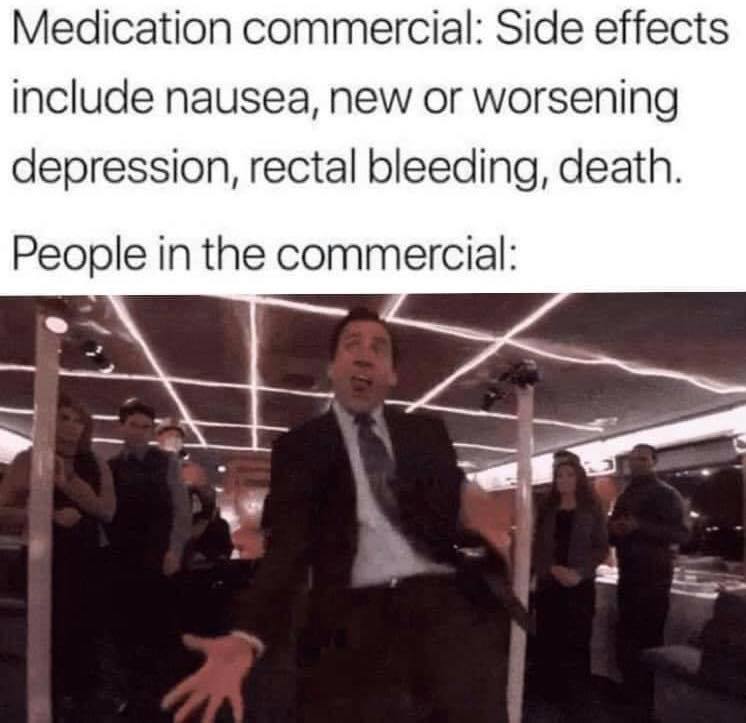 Medication commercial: Side effects
include nausea, new or worsening
depression, rectal bleeding, death.
People in the commercial: